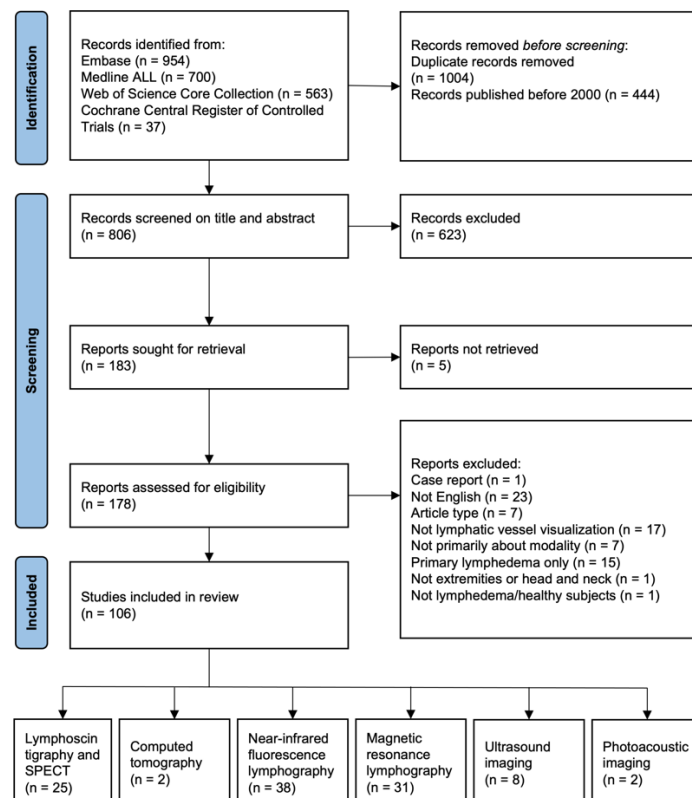 Identification
Records identified from:
Embase (n = 954)
Medline ALL (n = 700)
Web of Science Core Collection (n = 563)
Cochrane Central Register of Controlled
Trials (n = 37)
Records removed before screening:
Duplicate records removed
(n = 1004)
Records published before 2000 (n = 444)
Screening
Records screened on title and abstract
(n = 806)
Records excluded
(n = 623)
Reports sought for retrieval
(n = 183)
Reports not retrieved
(n = 5)
Reports assessed for eligibility
(n = 178)
Reports excluded:
Case report (n = 1)
Not English (n = 23)
Article type (n = 7)
Not lymphatic vessel visualization (n = 17)
Not primarily about modality (n = 7)
Primary lymphedema only (n = 15)
Not extremities or head and neck (n = 1)
Not lymphedema/healthy subjects (n = 1)
Included
Studies included in review
(n = 106)
Lymphoscin
tigraphy and
SPECT
(n = 25)
Computed
tomography
(n = 2)
Near-infrared
fluorescence
lymphography
(n = 38)
Magnetic
resonance
lymphography
(n = 31)
Ultrasound
imaging
(n = 8)
Photoacoustic
imaging
(n = 2)